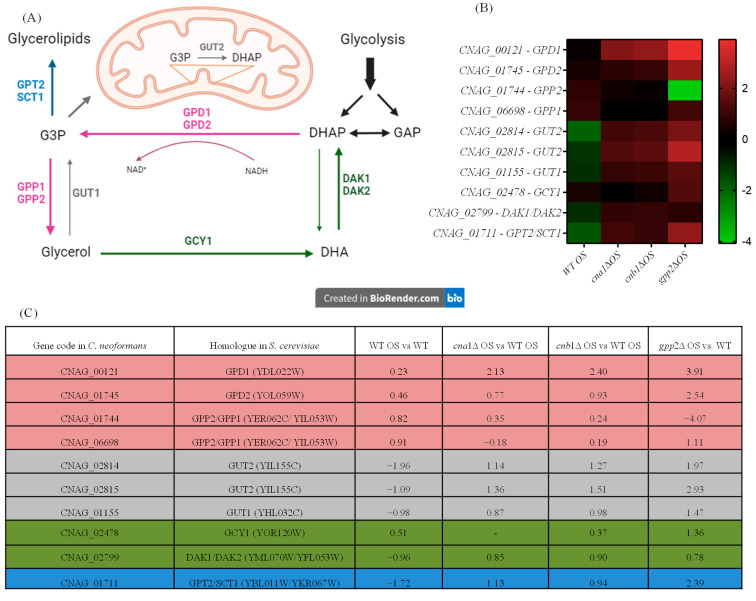 (A)
Glycerolipids
GPT2
SCT1
G3P
GUT2
G3P
DHAP
Glycolysis
GPD1
GPD2
DHAP
GAP
NAD⁺
NADH
GPP1
GPP2
GUT1
DAK1
DAK2
Glycerol
GCY1
DHA
Created in BioRender.com bio
(B)
CNAG_00121 - GPD1
CNAG_01745 - GPD2
CNAG_01744 - GPP2
CNAG_06698 - GPP1
CNAG_02814 - GUT2
CNAG_02815 - GUT2
CNAG_01155 - GUT1
CNAG_02478 - GCY1
CNAG_02799 - DAK1/DAK2
CNAG_01711 - GPT2/SCT1
WT OS
cna1ΔOS
cnb1ΔOS
gpp2ΔOS
2
0
-2
-4
(C)
Gene code in C. neoformans Homologue in S. cerevisiae WT OS vs WT cna1Δ OS vs WT OS cnb1Δ OS vs WT OS gpp2Δ OS vs. WT
CNAG_00121 GPD1 (YDL022W) 0.23 2.13 2.40 3.91
CNAG_01745 GPD2 (YOL059W) 0.46 0.77 0.93 2.54
CNAG_01744 GPP2/GPP1 (YER062C/ YIL053W) 0.82 0.35 0.24 −4.07
CNAG_06698 GPP2/GPP1 (YER062C/ YIL053W) 0.91 −0.18 0.19 1.11
CNAG_02814 GUT2 (YIL155C) −1.96 1.14 1.27 1.97
CNAG_02815 GUT2 (YIL155C) −1.09 1.36 1.51 2.93
CNAG_01155 GUT1 (YHL032C) −0.98 0.87 0.98 1.47
CNAG_02478 GCY1 (YOR120W) 0.51 - 0.37 1.36
CNAG_02799 DAK1/DAK2 (YML070W/YFL053W) −0.96 0.85 0.90 0.78
CNAG_01711 GPT2/SCT1 (YBL011W/YKR067W) −1.72 1.13 0.94 2.39